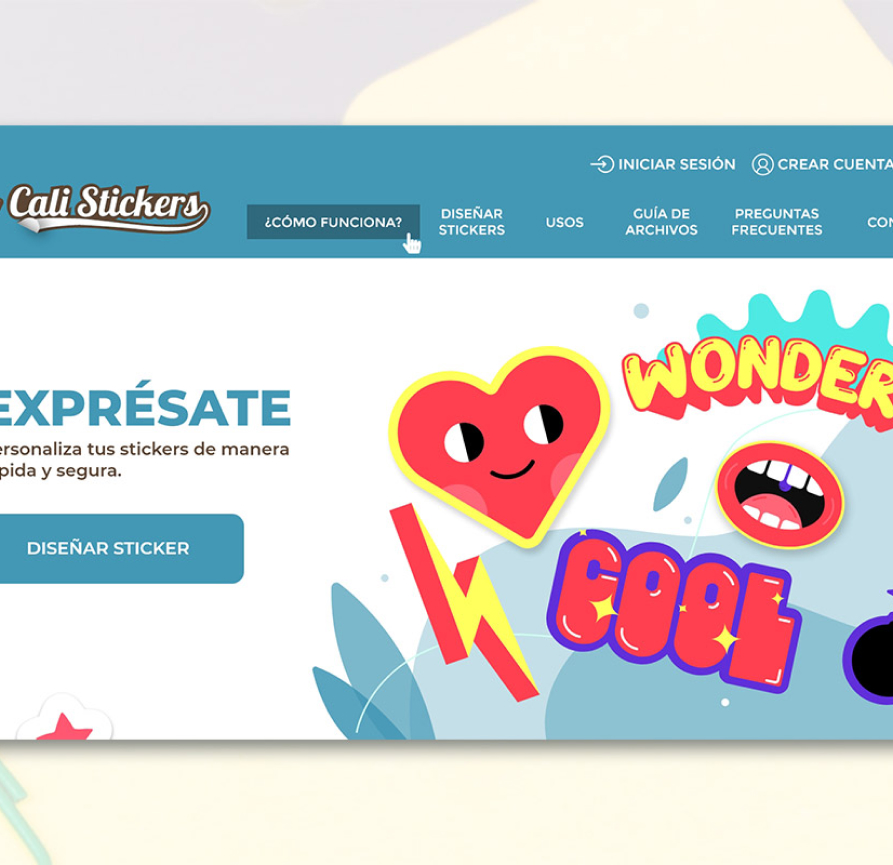 INICIAR SESIÓN
CREAR CUENTA
Cali Stickers
¿CÓMO FUNCIONA?
DISEÑAR
STICKERS
USOS
GUÍA DE
ARCHIVOS
PREGUNTAS
FRECUENTES
CON
WONDER
EXPRÉSATE
ersonaliza tus stickers de manera
pida y segura.
COOL
DISEÑAR STICKER